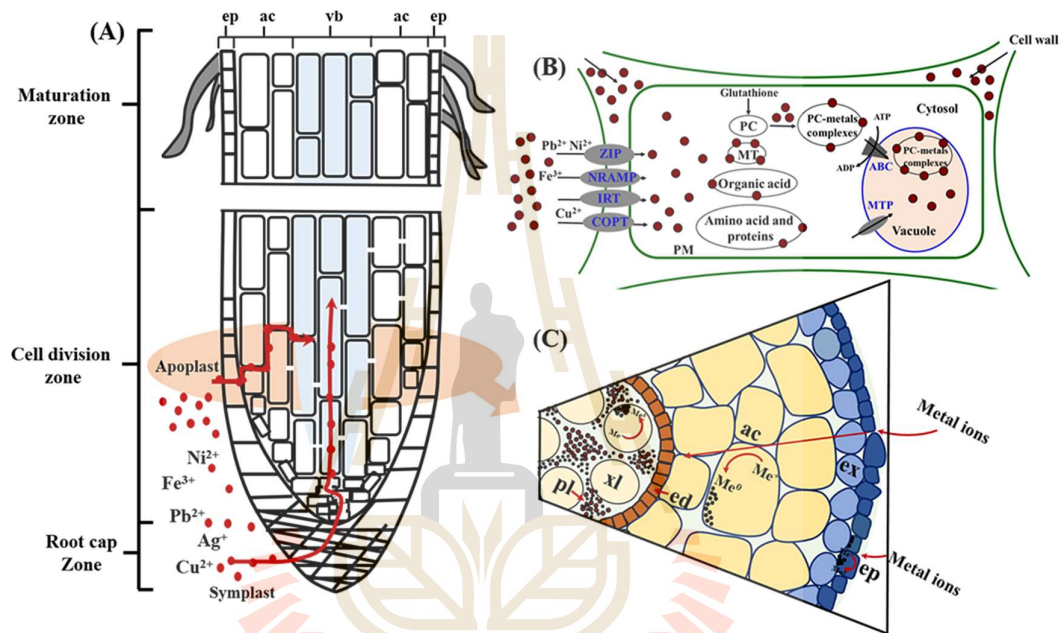 (A)
ep ac vb ac ep
Maturation
zone
Cell division
zone
Apoplast
Ni²⁺
Fe³⁺
Pb²⁺
Ag⁺
Root cap
Zone
Cu²⁺
Symplast
(B)
Cell wall
Glutathione
Cytosol
PC
PC-metals
complexes
ATP
ADP
ABC
PC-metals
complexes
Pb²⁺ Ni²⁺
ZIP
MT
Fe³⁺
NRAMP
Organic acid
IRT
MTP
Cu²⁺
COPT
Amino acid and
proteins
Vacuole
PM
(C)
Metal ions
ac
Me⁺
Me⁰
ex
xl
pl
ed
ep
Metal ions